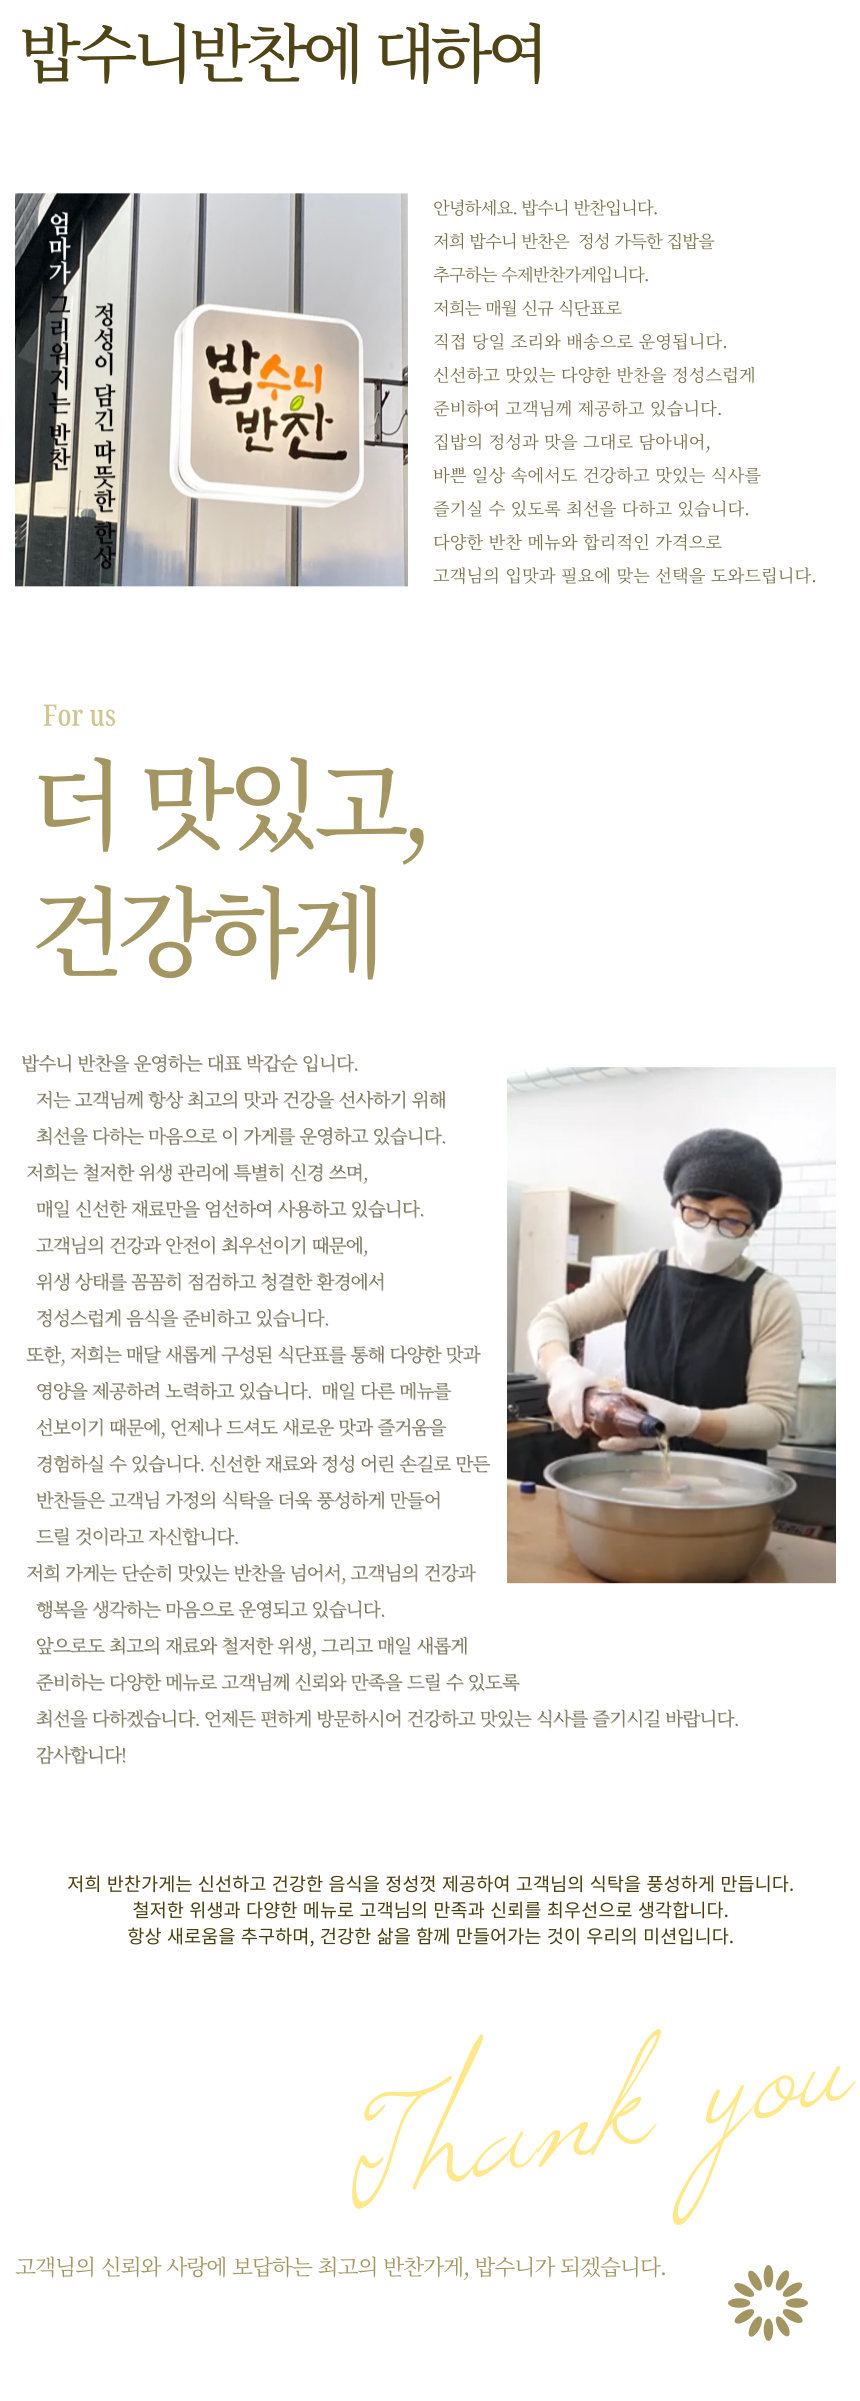 밥수니반찬에 대하여
엄마가 그리워지는 반찬
정성이 담긴 따뜻한 한상
밥수니
반찬
안녕하세요. 밥수니 반찬입니다.
저희 밥수니 반찬은 정성 가득한 집밥을
추구하는 수제반찬가게입니다.
저희는 매월 신규 식단표로
직접 당일 조리와 배송으로 운영됩니다.
신선하고 맛있는 다양한 반찬을 정성스럽게
준비하여 고객님께 제공하고 있습니다.
집밥의 정성과 맛을 그대로 담아내어,
바쁜 일상 속에서도 건강하고 맛있는 식사를
즐기실 수 있도록 최선을 다하고 있습니다.
다양한 반찬 메뉴와 합리적인 가격으로
고객님의 입맛과 필요에 맞는 선택을 도와드립니다.
For us
더 맛있고,
건강하게
밥수니 반찬을 운영하는 대표 박갑순 입니다.
저는 고객님께 항상 최고의 맛과 건강을 선사하기 위해
최선을 다하는 마음으로 이 가게를 운영하고 있습니다.
저희는 철저한 위생 관리에 특별히 신경 쓰며,
매일 신선한 재료만을 엄선하여 사용하고 있습니다.
고객님의 건강과 안전이 최우선이기 때문에,
위생 상태를 꼼꼼히 점검하고 청결한 환경에서
정성스럽게 음식을 준비하고 있습니다.
또한, 저희는 매달 새롭게 구성된 식단표를 통해 다양한 맛과
영양을 제공하려 노력하고 있습니다. 매일 다른 메뉴를
선보이기 때문에, 언제나 드셔도 새로운 맛과 즐거움을
경험하실 수 있습니다. 신선한 재료와 정성 어린 손길로 만든
반찬들은 고객님 가정의 식탁을 더욱 풍성하게 만들어
드릴 것이라고 자신합니다.
저희 가게는 단순히 맛있는 반찬을 넘어서, 고객님의 건강과
행복을 생각하는 마음으로 운영되고 있습니다.
앞으로도 최고의 재료와 철저한 위생, 그리고 매일 새롭게
준비하는 다양한 메뉴로 고객님께 신뢰와 만족을 드릴 수 있도록
최선을 다하겠습니다. 언제든 편하게 방문하시어 건강하고 맛있는 식사를 즐기시길 바랍니다.
감사합니다!
저희 반찬가게는 신선하고 건강한 음식을 정성껏 제공하여 고객님의 식탁을 풍성하게 만듭니다.
철저한 위생과 다양한 메뉴로 고객님의 만족과 신뢰를 최우선으로 생각합니다.
항상 새로움을 추구하며, 건강한 삶을 함께 만들어가는 것이 우리의 미션입니다.
Thank you
고객님의 신뢰와 사랑에 보답하는 최고의 반찬가게, 밥수니가 되겠습니다.